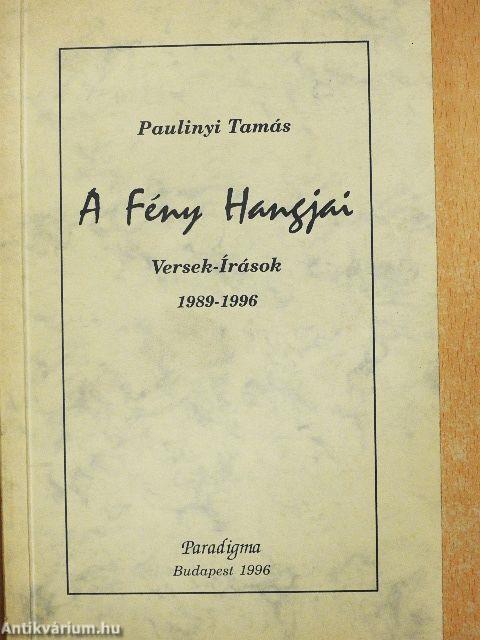 Paulinyi Tamás
A Fény Hangjai
Versek-Írások
1989-1996
Paradigma
Budapest 1996
Antikvárium.hu